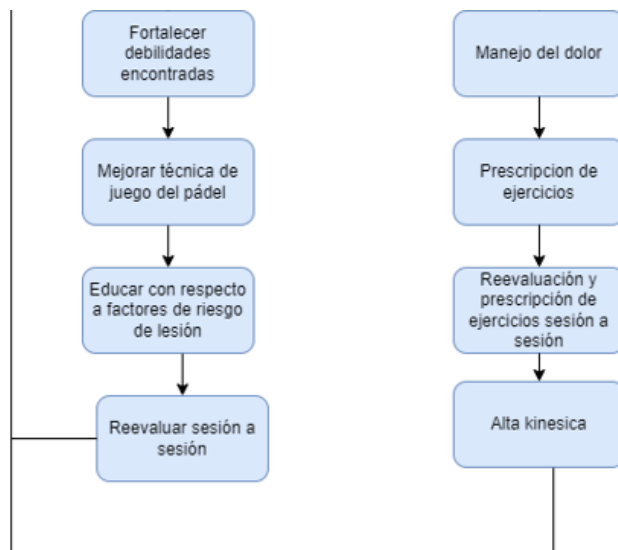 Fortalecer
debilidades
encontradas
Mejorar técnica de
juego del pádel
Educar con respecto
a factores de riesgo
de lesión
Reevaluar sesión a
sesión
Manejo del dolor
Prescripcion de
ejercicios
Reevaluación y
prescripción de
ejercicios sesión a
sesión
Alta kinesica